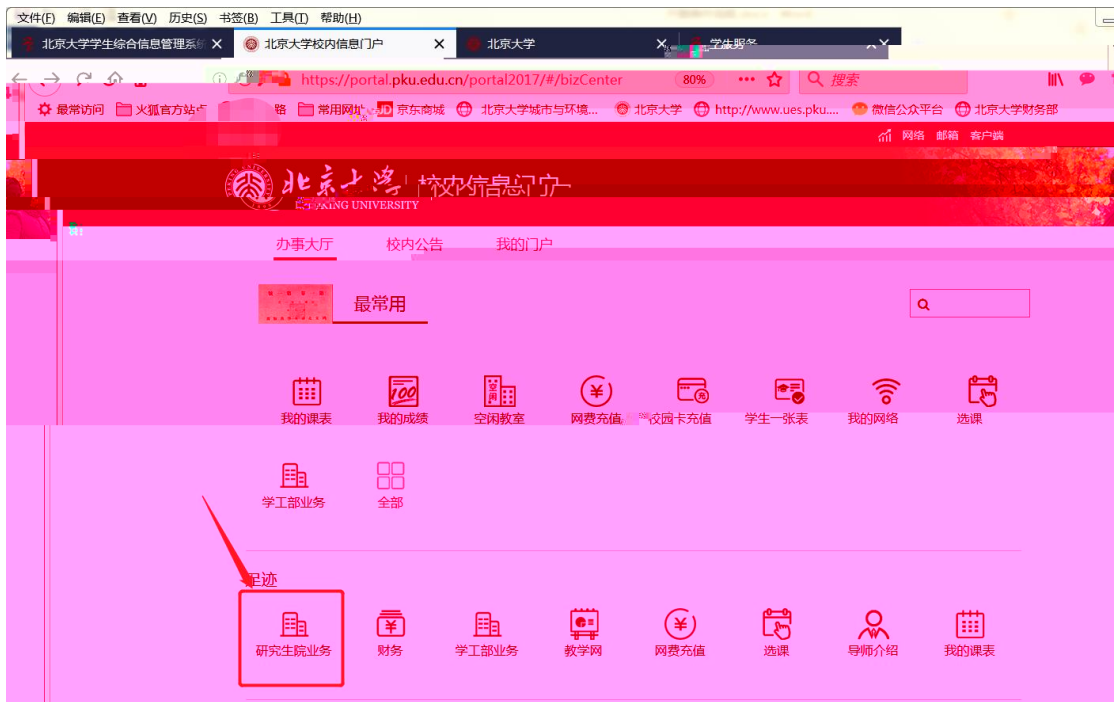 文件(F) 编辑(E) 查看(V) 历史(S) 书签(B) 工具(T) 帮助(H)
北京大学学生综合信息管理系统 北京大学校内信息门户 北京大学 学生服务
https://portal.pku.edu.cn/portal2017/#/bizCenter 80% 搜索
最常访问 火狐官方站点 路 常用网址 JD 京东商城 北京大学城市与环境... 北京大学 http://www.ues.pku.... 微信公众平台 北京大学财务部
网络 邮箱 客户端
北京大学 校内信息门户
PEKING UNIVERSITY
办事大厅 校内公告 我的门户
最常用
我的课表 我的成绩 空闲教室 网费充值 校园卡充值 学生一张表 我的网络 选课
学工部业务 全部
足迹
研究生院业务 财务 学工部业务 教学网 网费充值 选课 导师介绍 我的课表